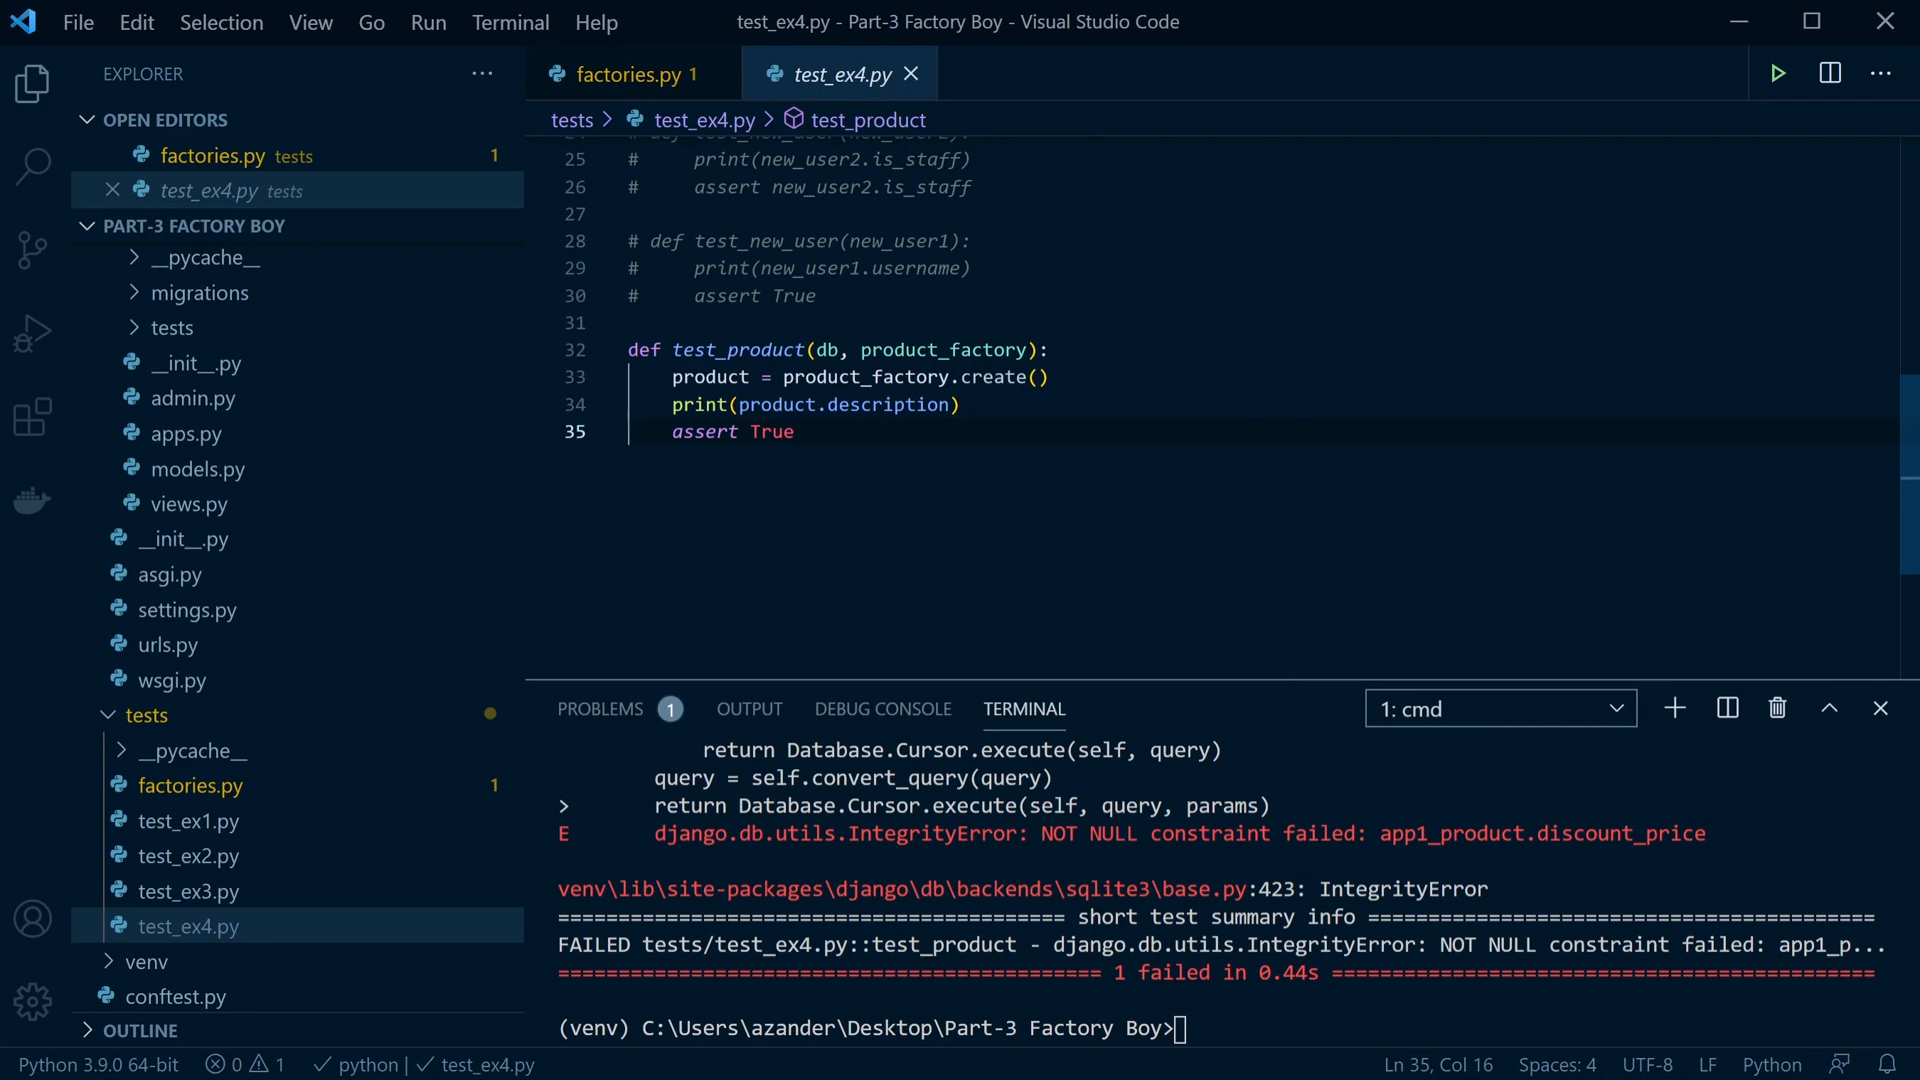 File Edit Selection View Go Run Terminal Help
test_ex4.py - Part-3 Factory Boy - Visual Studio Code
EXPLORER
OPEN EDITORS
factories.py tests 1
test_ex4.py tests
PART-3 FACTORY BOY
__pycache__
migrations
tests
__init__.py
admin.py
apps.py
models.py
views.py
__init__.py
asgi.py
settings.py
urls.py
wsgi.py
tests
__pycache__
factories.py 1
test_ex1.py
test_ex2.py
test_ex3.py
test_ex4.py
venv
conftest.py
OUTLINE
factories.py 1
test_ex4.py
tests > test_ex4.py > test_product
25 #     print(new_user2.is_staff)
26 #     assert new_user2.is_staff
27
28 # def test_new_user(new_user1):
29 #     print(new_user1.username)
30 #     assert True
31
32 def test_product(db, product_factory):
33     product = product_factory.create()
34     print(product.description)
35     assert True
PROBLEMS 1 OUTPUT DEBUG CONSOLE TERMINAL 1: cmd
return Database.Cursor.execute(self, query)
query = self.convert_query(query)
> return Database.Cursor.execute(self, query, params)
E django.db.utils.IntegrityError: NOT NULL constraint failed: app1_product.discount_price
venv\lib\site-packages\django\db\backends\sqlite3\base.py:423: IntegrityError
========================================== short test summary info ==========================================
FAILED tests/test_ex4.py::test_product - django.db.utils.IntegrityError: NOT NULL constraint failed: app1_p...
============================================= 1 failed in 0.44s =============================================
(venv) C:\Users\azander\Desktop\Part-3 Factory Boy>
Python 3.9.0 64-bit 0 1 python | test_ex4.py Ln 35, Col 16 Spaces: 4 UTF-8 LF Python